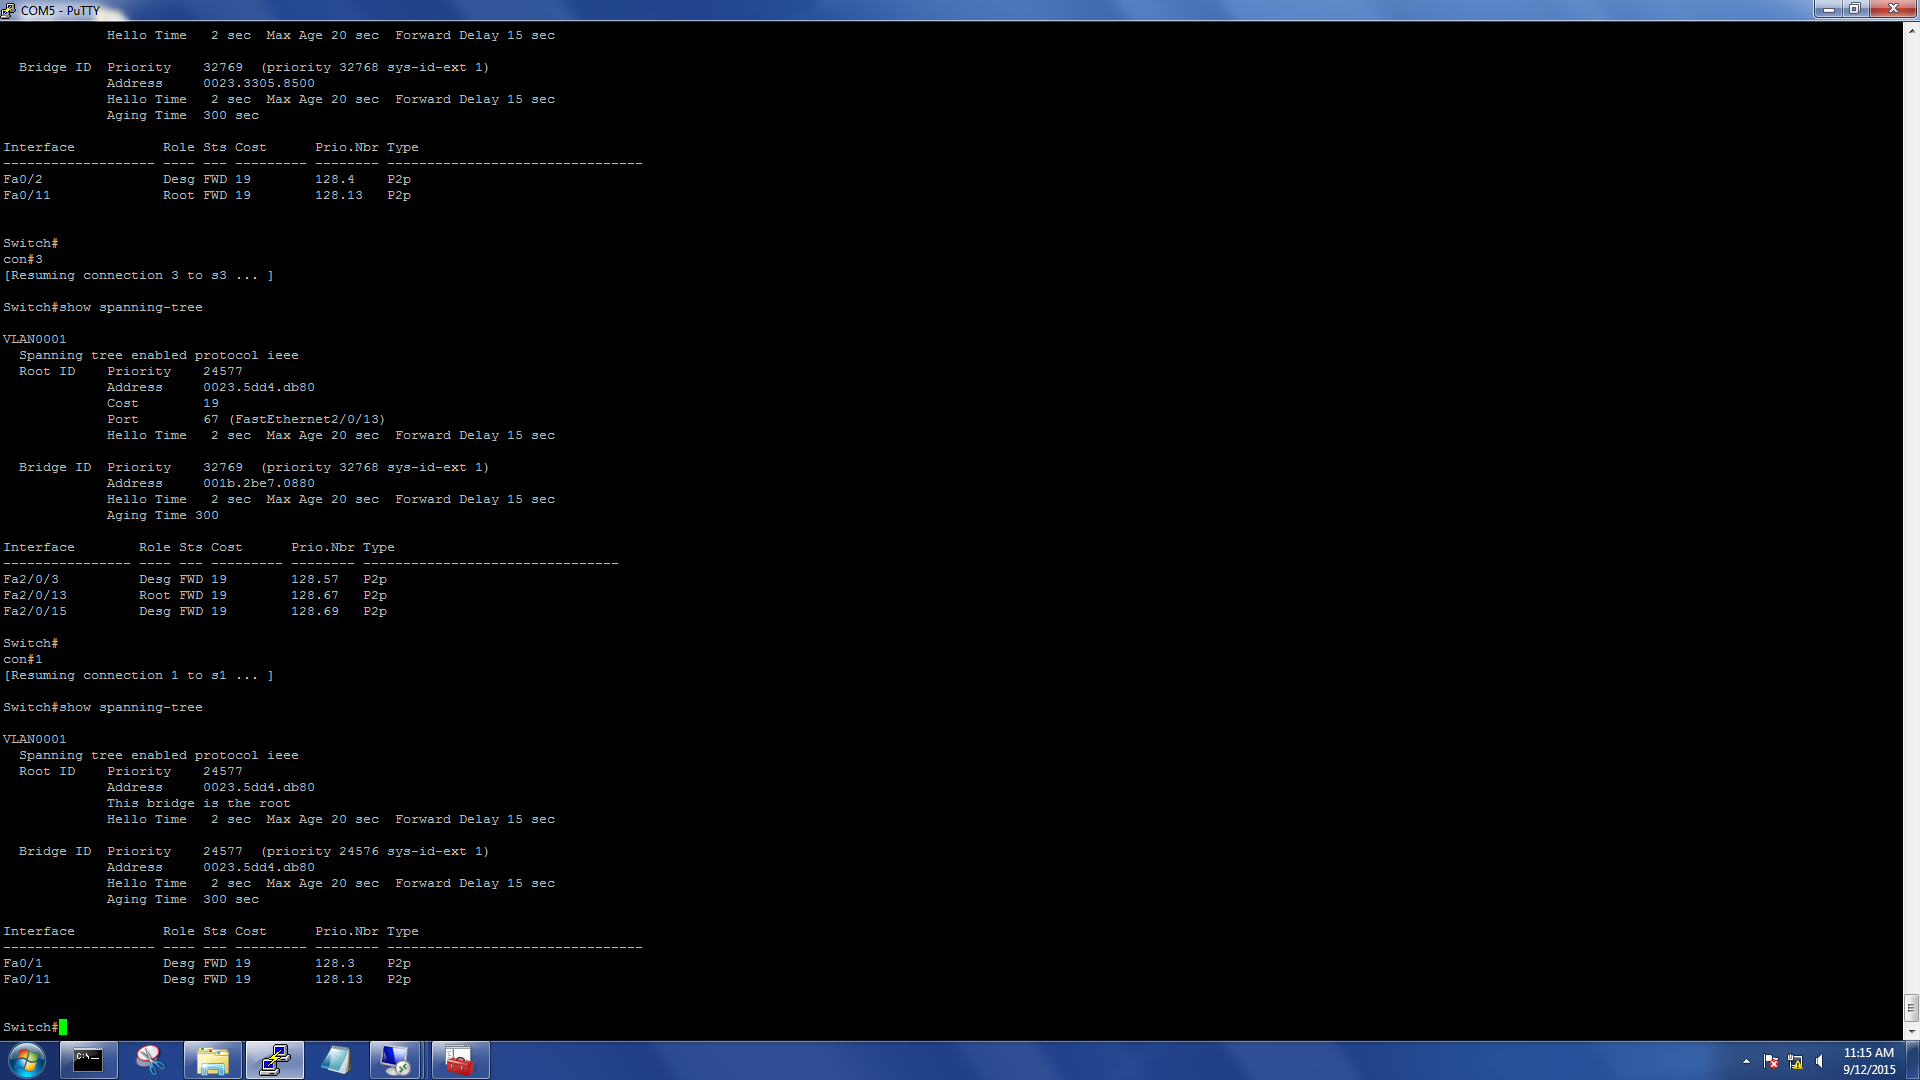 COM5 - PuTTY
Hello Time   2 sec  Max Age 20 sec  Forward Delay 15 sec
Bridge ID  Priority    32769  (priority 32768 sys-id-ext 1)
Address     0023.3305.8500
Hello Time   2 sec  Max Age 20 sec  Forward Delay 15 sec
Aging Time  300 sec
Interface           Role Sts Cost      Prio.Nbr Type
------------------- ---- --- --------- -------- --------------------------------
Fa0/2               Desg FWD 19        128.4    P2p
Fa0/11              Root FWD 19        128.13   P2p
Switch#
con#3
[Resuming connection 3 to s3 ... ]
Switch#show spanning-tree
VLAN0001
Spanning tree enabled protocol ieee
Root ID    Priority    24577
Address     0023.5dd4.db80
Cost        19
Port        67 (FastEthernet2/0/13)
Hello Time   2 sec  Max Age 20 sec  Forward Delay 15 sec
Bridge ID  Priority    32769  (priority 32768 sys-id-ext 1)
Address     001b.2be7.0880
Hello Time   2 sec  Max Age 20 sec  Forward Delay 15 sec
Aging Time 300
Interface        Role Sts Cost      Prio.Nbr Type
---------------- ---- --- --------- -------- --------------------------------
Fa2/0/3          Desg FWD 19        128.57   P2p
Fa2/0/13         Root FWD 19        128.67   P2p
Fa2/0/15         Desg FWD 19        128.69   P2p
Switch#
con#1
[Resuming connection 1 to s1 ... ]
Switch#show spanning-tree
VLAN0001
Spanning tree enabled protocol ieee
Root ID    Priority    24577
Address     0023.5dd4.db80
This bridge is the root
Hello Time   2 sec  Max Age 20 sec  Forward Delay 15 sec
Bridge ID  Priority    24577  (priority 24576 sys-id-ext 1)
Address     0023.5dd4.db80
Hello Time   2 sec  Max Age 20 sec  Forward Delay 15 sec
Aging Time  300 sec
Interface           Role Sts Cost      Prio.Nbr Type
------------------- ---- --- --------- -------- --------------------------------
Fa0/1               Desg FWD 19        128.3    P2p
Fa0/11              Desg FWD 19        128.13   P2p
Switch#
C:\_
11:15 AM
9/12/2015